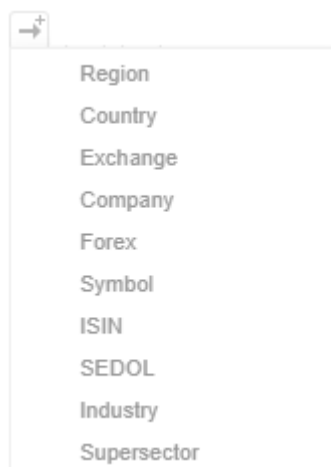 Region
Country
Exchange
Company
Forex
Symbol
ISIN
SEDOL
Industry
Supersector